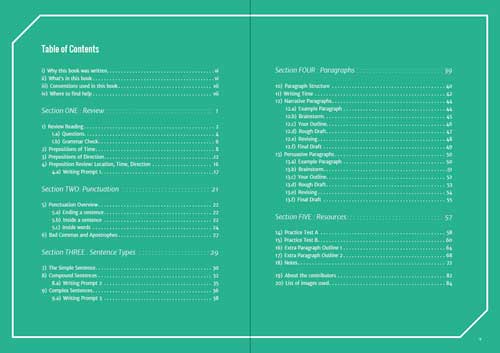 Table of Contents
i) Why this book was written. vi
ii) What's in this book vi
iii) Conventions used in this book. vii
iv) Where to find help vii
Section ONE : Review 1
1) Review Reading. 2
1.a) Questions. 4
1.b) Grammar Check. 6
2) Prepositions of Time. 8
3) Prepositions of Direction. 12
4) Preposition Review: Location, Time, Direction 16
4.a) Writing Prompt 1. 17
Section TWO: Punctuation 21
5) Punctuation Overview. 22
5.a) Ending a sentence 22
5.b) Inside a sentence 22
5.c) Inside words 24
6) Bad Commas and Apostrophes 27
Section THREE : Sentence Types 29
7) The Simple Sentence. 30
8) Compound Sentences 32
8.a) Writing Prompt 2 35
9) Complex Sentences. 36
9.a) Writing Prompt 3 38
Section FOUR : Paragraphs 39
10) Paragraph Structure 40
11) Writing Time 42
12) Narrative Paragraphs. 44
12.a) Example Paragraph 44
12.b) Brainstorm. 45
12.c) Your Outline. 46
12.d) Rough Draft. 47
12.e) Revising 48
12.f) Final Draft 49
13) Persuasive Paragraphs. 50
13.a) Example Paragraph 50
13.b) Brainstorm. 51
13.c) Your Outline 52
13.d) Rough Draft. 53
13.e) Revising 54
13.f) Final Draft 55
Section FIVE : Resources 57
14) Practice Test A 58
15) Practice Test B. 60
16) Extra Paragraph Outline 1 64
17) Extra Paragraph Outline 2 68
18) Notes. 72
19) About the contributors 82
20) List of images used. 84
v